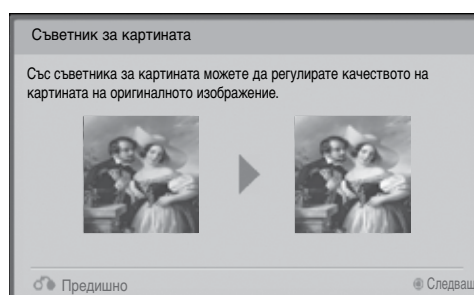 Съветник за картината
Със съветника за картината можете да регулирате качеството на
картината на оригиналното изображение.
Предишно
Следващ